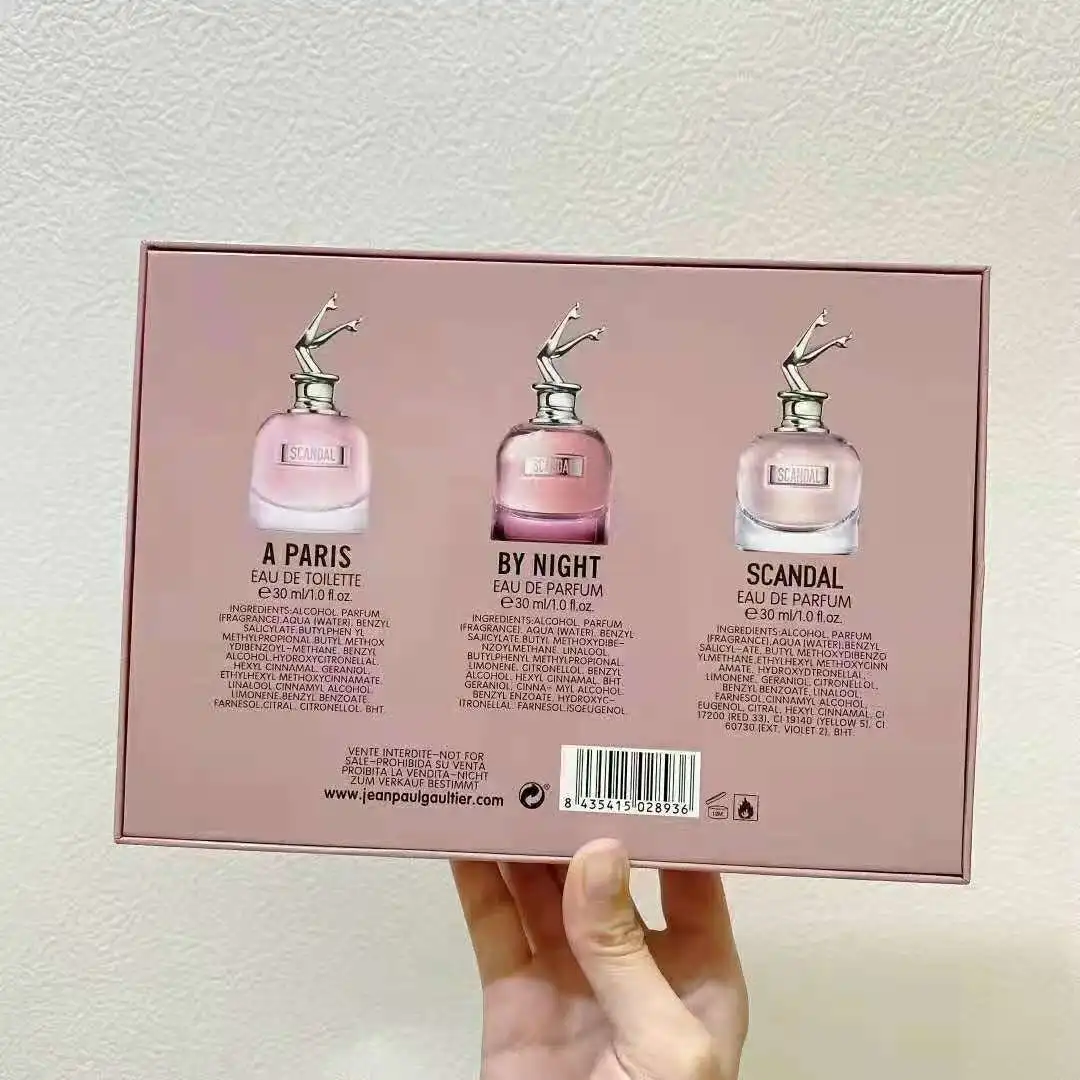 SCANDAL
A PARIS
EAU DE TOILETTE
℮30 ml/1.0 fl.oz.
INGREDIENTS:ALCOHOL. PARFUM
(FRAGRANCE).AQUA (WATER). BENZYL
SALICYLATE.BUTYLPHEN YL
METHYLPROPIONAL.BUTYL METHOX
YDIBENZOYL-METHANE. BENZYL
ALCOHOL.HYDROXYCITRONELLAL.
HEXYL CINNAMAL. GERANIOL.
ETHYLHEXYL METHOXYCINNAMATE.
LINALOOL CINNAMYL ALCOHOL.
LIMONENE.BENZYL BENZOATE.
FARNESOL.CITRAL. CITRONELLOL. BHT.
SCANDAL
BY NIGHT
EAU DE PARFUM
℮30 ml/1.0 fl.oz.
INGREDIENTS:ALCOHOL. PARFUM
(FRAGRANCE). AQUA (WATER). BENZYL
SAJICYLATE.BUTYL METHOXYDIBE-
NZOYLMETHANE. LINALOOL.
BUTYLPHENYL METHYLPROPIONAL.
LIMONENE. CITRONELLOL. BENZYL
ALCOHOL. HEXYL CINNAMAL. BHT.
GERANIOL, CINNA- MYL ALCOHOL.
BENZYL ENZOATE, HYDROXYC-
ITRONELLAL. FARNESOL.iSOEUGENOL.
SCANDAL
SCANDAL
EAU DE PARFUM
℮30 ml/1.0 fl.oz.
INGREDIENTS:ALCOHOL, PARFUM
(FRAGRANCE),AQUA (WATER),BENZYL
SALICYL-ATE, BUTYL METHOXYDIBENZO
YLMETHANE,ETHYLHEXYL METHOXYCINN
AMATE, HYDROXYDTRONELLAL,
LIMONENE, GERANIOL, CITRONELLOL,
BENZYL BENZOATE, LINALOOL,
FARNESOL,CINNAMYL ALCOHOL,
EUGENOL, CITRAL, HEXYL CINNAMAL, CI
17200 (RED 33), CI 19140 (YELLOW 5), CI
60730 (EXT. VIOLET 2), BHT.
VENTE INTERDITE-NOT FOR
SALE-PROHIBIDA SU VENTA
PROIBITA LA VENDITA-NICHT
ZUM VERKAUF BESTIMMT
www.jeanpaulgaultier.com
8 435415 028936